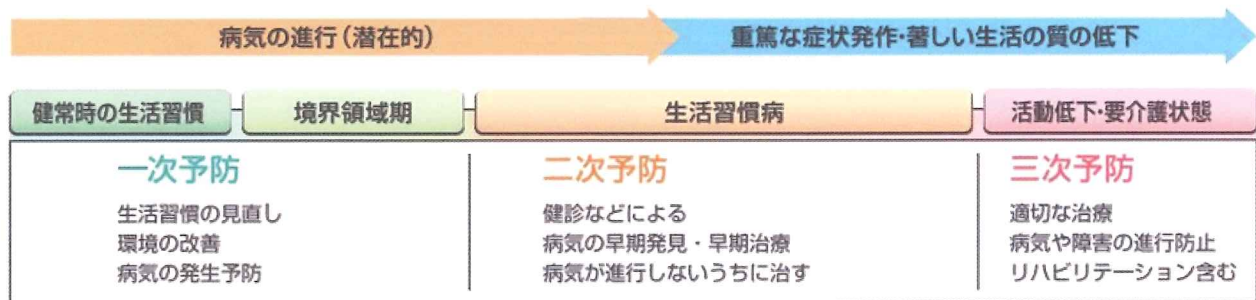 病気の進行(潜在的)
重篤な症状発作・著しい生活の質の低下
健常時の生活習慣
境界領域期
生活習慣病
活動低下・要介護状態
一次予防
生活習慣の見直し
環境の改善
病気の発生予防
二次予防
健診などによる
病気の早期発見・早期治療
病気が進行しないうちに治す
三次予防
適切な治療
病気や障害の進行防止
リハビリテーション含む